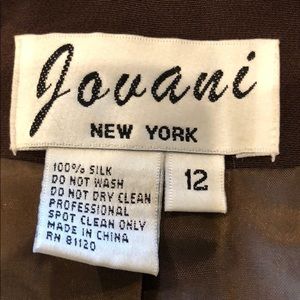 Jovani
NEW YORK
100% SILK
DO NOT WASH
DO NOT DRY CLEAN
PROFESSIONAL
SPOT CLEAN ONLY
MADE IN CHINA
RN 81120
12